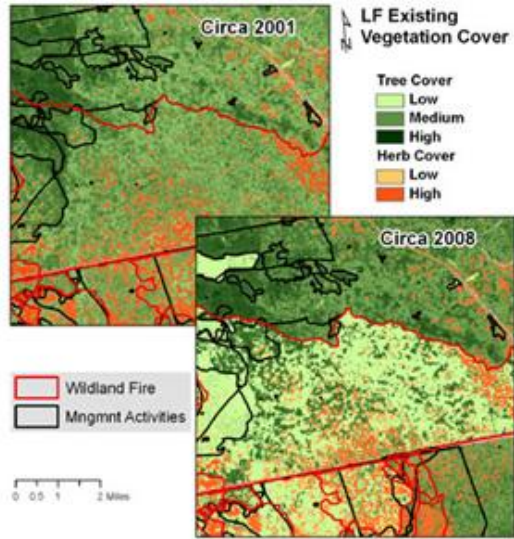 Circa 2001
LF Existing
Vegetation Cover
Tree Cover
Low
Medium
High
Herb Cover
Low
High
Circa 2008
Wildland Fire
Mngmnt Activities
0 0.5 1 2 Miles